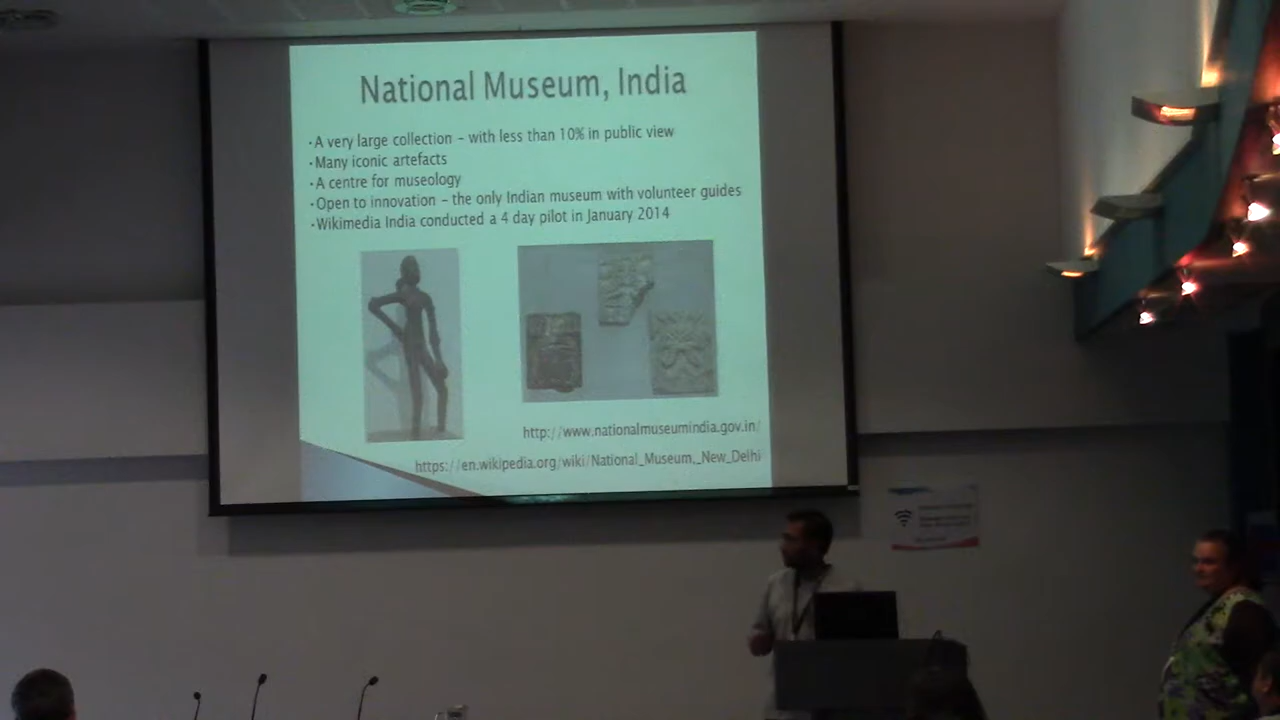 National Museum, India
•A very large collection – with less than 10% in public view
•Many iconic artefacts
•A centre for museology
•Open to innovation – the only Indian museum with volunteer guides
•Wikimedia India conducted a 4 day pilot in January 2014
http://www.nationalmuseumindia.gov.in/
https://en.wikipedia.org/wiki/National_Museum,_New_Delhi